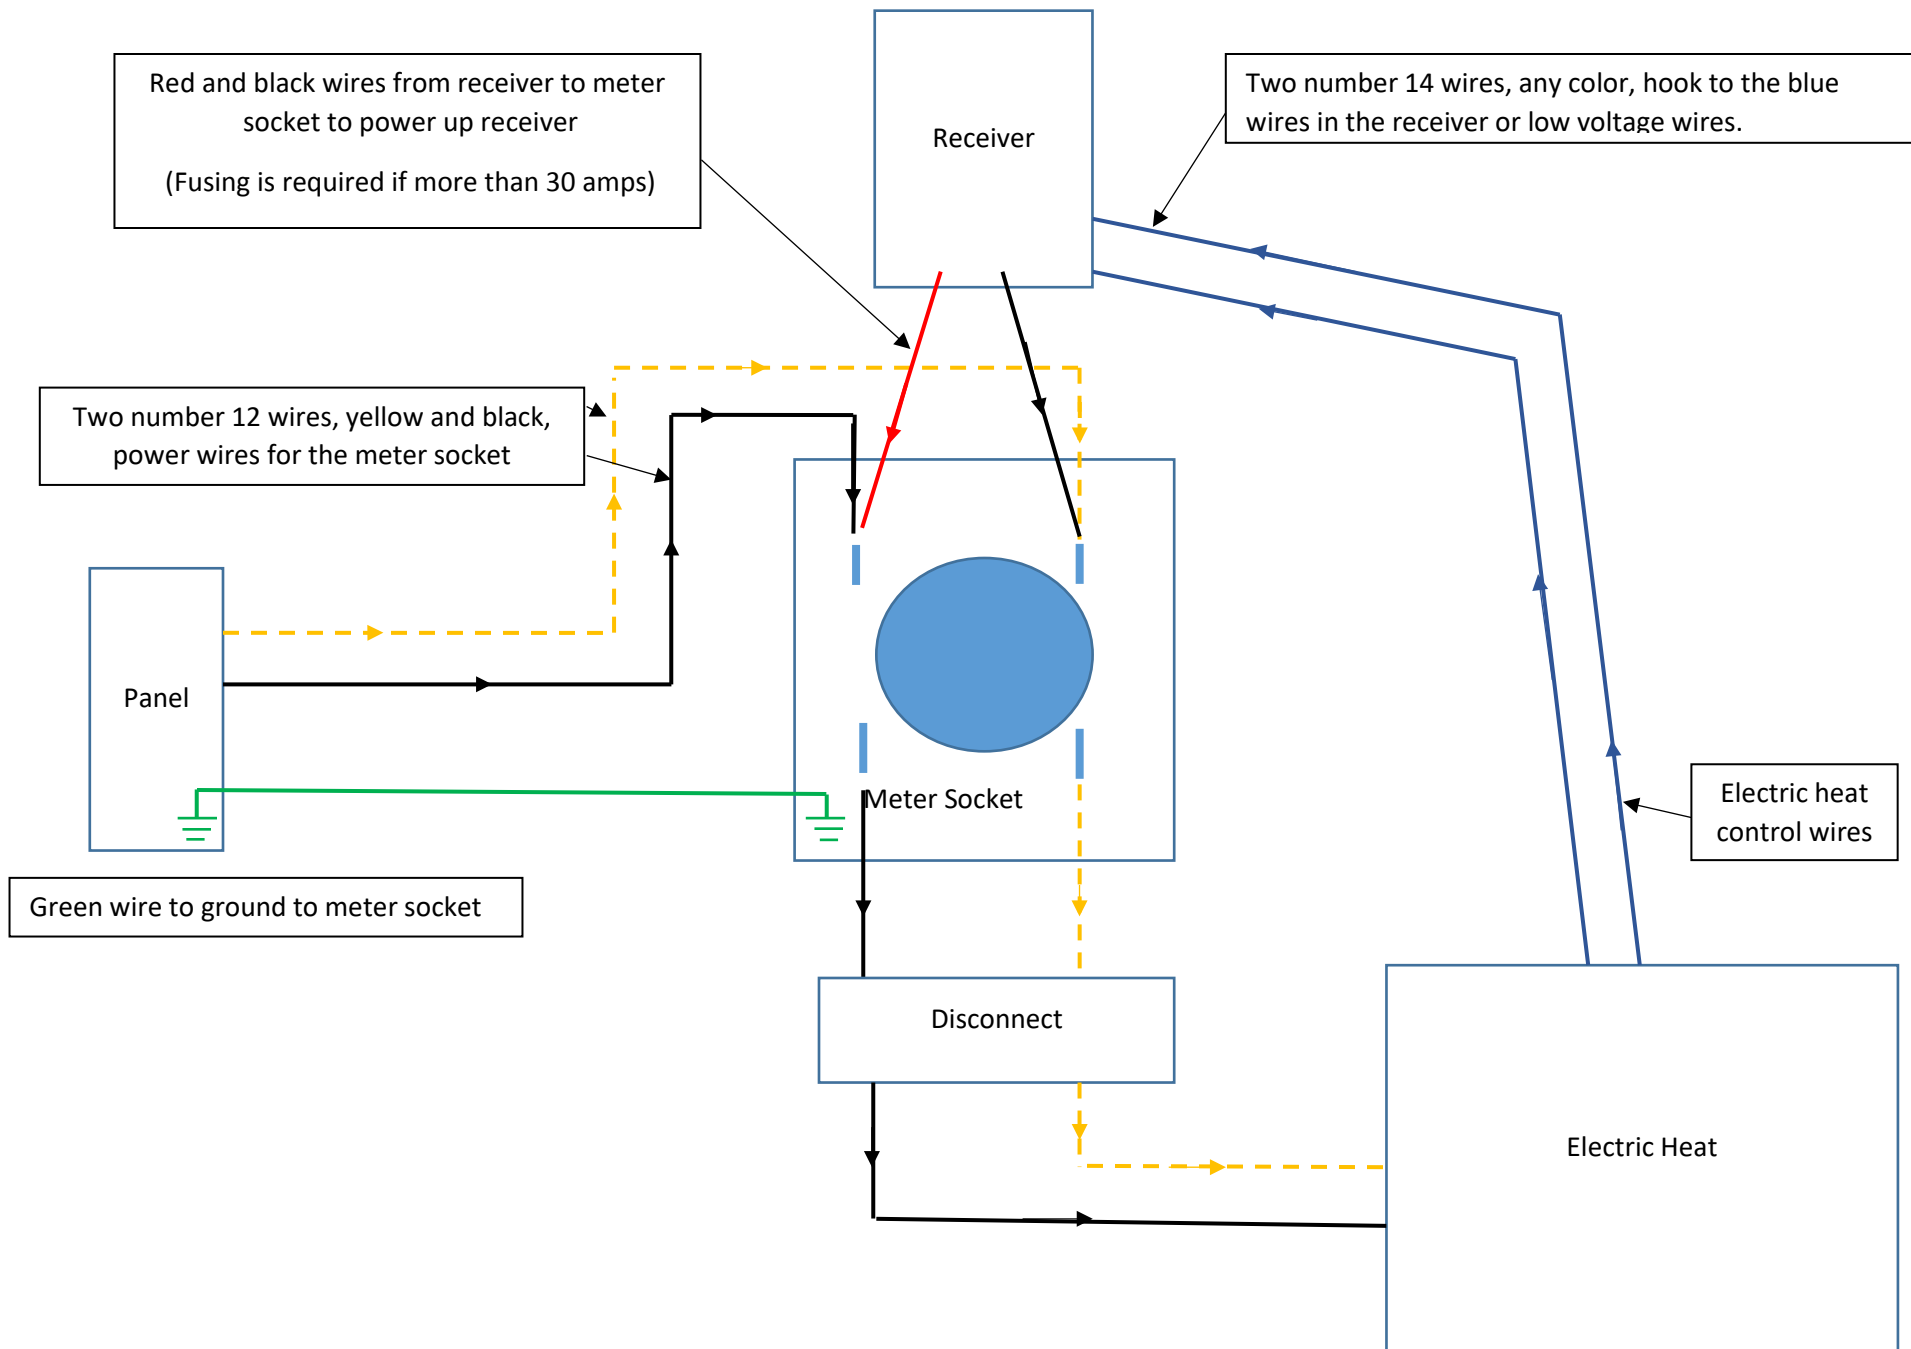 Red and black wires from receiver to meter
socket to power up receiver
(Fusing is required if more than 30 amps)
Receiver
Two number 14 wires, any color, hook to the blue
wires in the receiver or low voltage wires.
Two number 12 wires, yellow and black,
power wires for the meter socket
Panel
Meter Socket
Electric heat
control wires
Green wire to ground to meter socket
Disconnect
Electric Heat